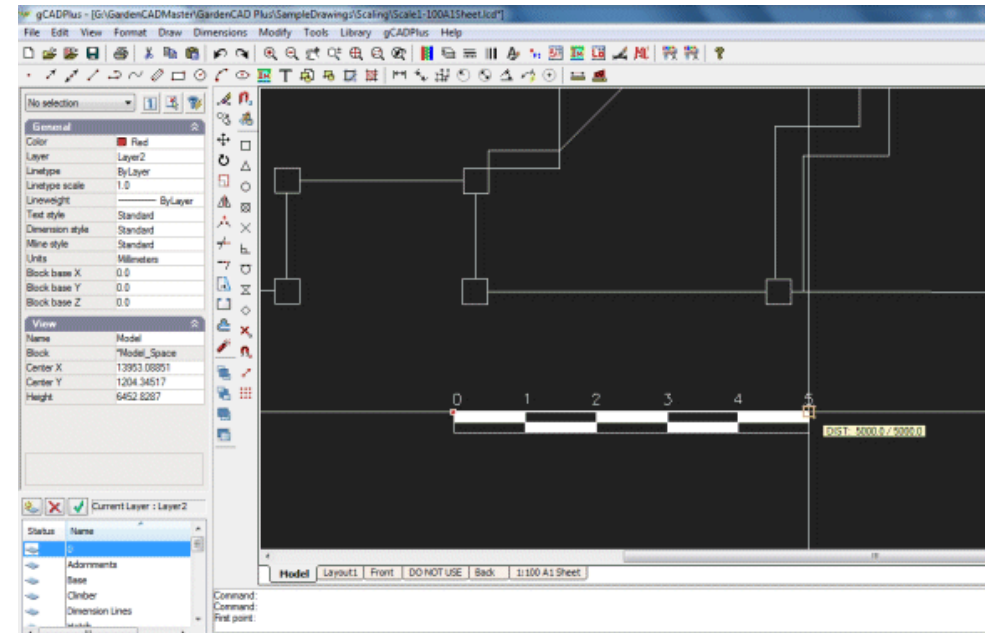 gCADPlus - [G:\GardenCADMaster\GardenCAD Plus\SampleDrawings\Scaling\Scale1-100A1Sheet.lcd*]
File Edit View Format Draw Dimensions Modify Tools Library gCADPlus Help
No selection
General
Color Red
Layer Layer2
Linetype ByLayer
Linetype scale 1.0
Lineweight ByLayer
Text style Standard
Dimension style Standard
Mline style Standard
Units Millimeters
Block base X 0.0
Block base Y 0.0
Block base Z 0.0
View
Name Model
Block *Model_Space
Center X 13953.08851
Center Y 1204.34517
Height 6452.8287
0 1 2 3 4 5
DIST: 5000.0 / 5000.0
Current Layer : Layer2
Status Name
0
Adornments
Base
Climber
Dimension Lines
Hatch
Model Layout1 Front DO NOT USE Back 1:100 A1 Sheet
Command:
Command:
First point: